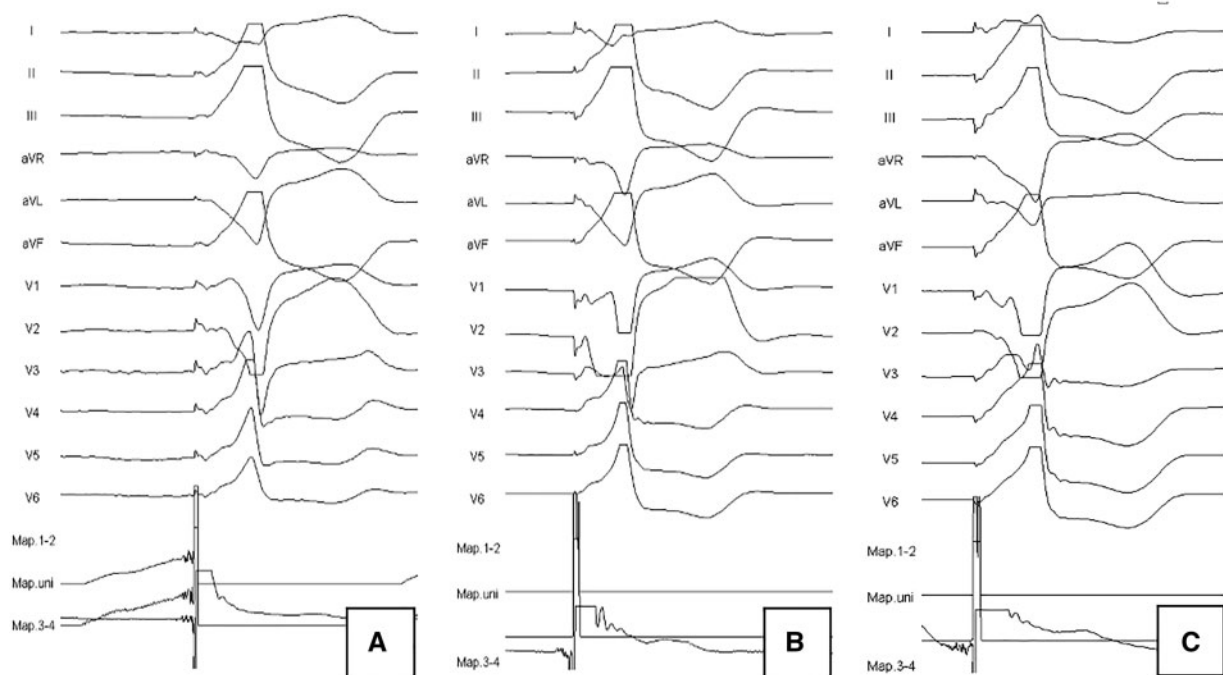 I
II
III
aVR
aVL
aVF
V1
V2
V3
V4
V5
V6
Map.1-2
Map.uni
Map.3-4
A
I
II
III
aVR
aVL
aVF
V1
V2
V3
V4
V5
V6
Map.1-2
Map.uni
Map.3-4
B
I
II
III
aVR
aVL
aVF
V1
V2
V3
V4
V5
V6
Map.1-2
Map.uni
Map.3-4
C